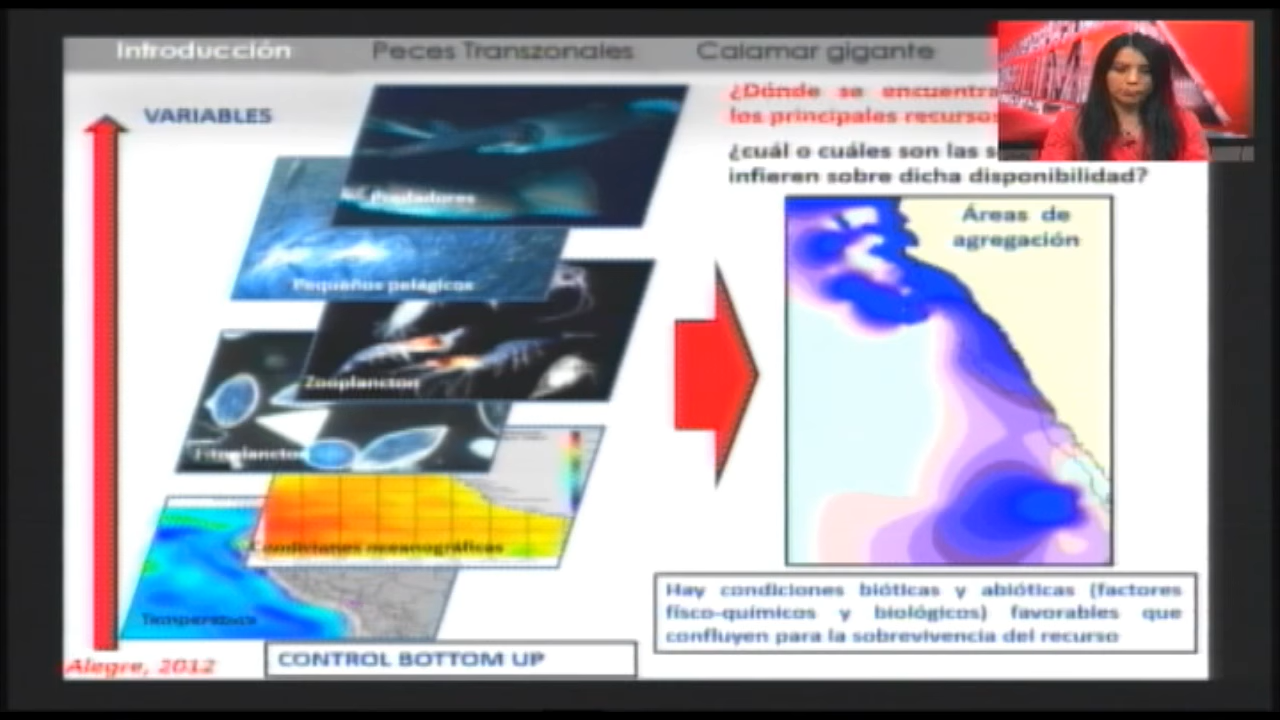 Introducción
Peces Transzonales
Calamar gigante
VARIABLES
¿Dónde se encuentra
los principales recursos
¿cuál o cuáles son las s
infieren sobre dicha disponibilidad?
Predadores
Pequeños pelágicos
Zooplancton
Fitoplancton
Condiciones oceanográficas
Temperatura
Áreas de
agregación
Hay condiciones bióticas y abióticas (factores
físco-químicos y biológicos) favorables que
confluyen para la sobrevivencia del recurso
Alegre, 2012
CONTROL BOTTOM UP